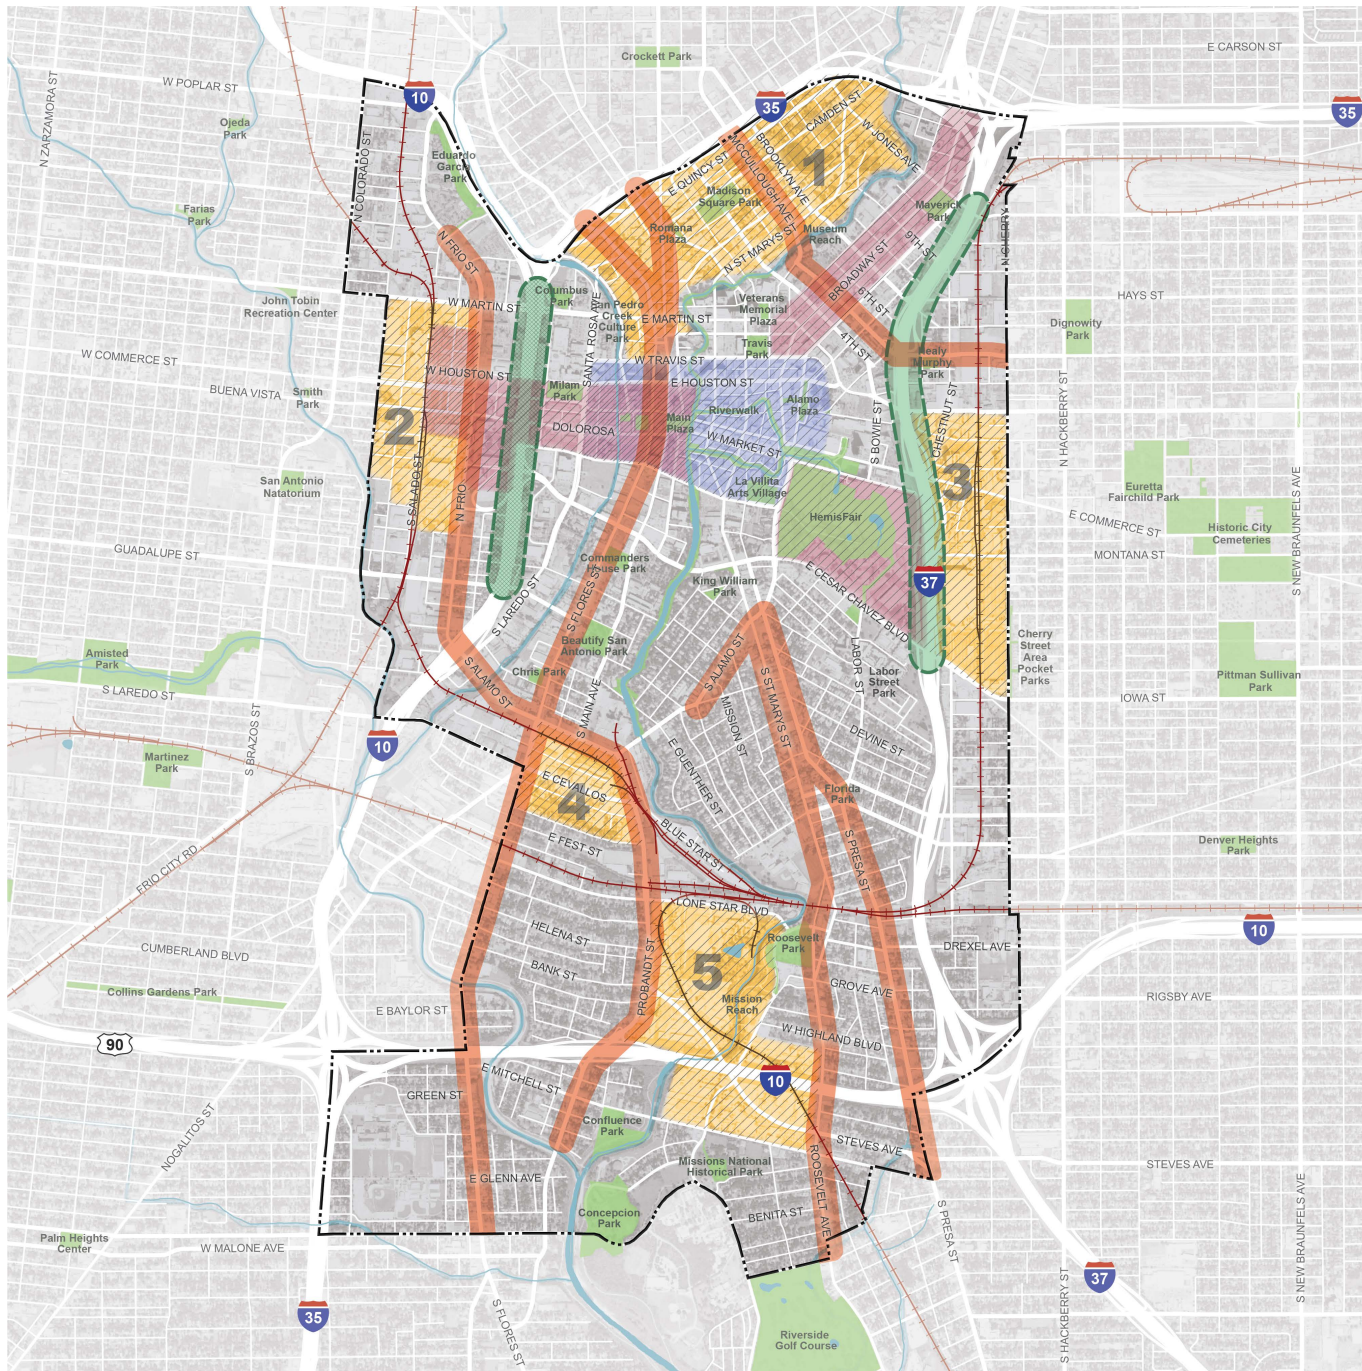 E CARSON ST
Crockett Park
W POPLAR ST
N ZARZAMORA ST
10
35
35
CAMDEN ST
W JONES AVE
Ojeda
Park
N COLORADO ST
Eduardo
Garcia
Park
E QUINCY ST
MCCULLOUGH AVE
BROOKLYN AVE
1
Madison
Square Park
Farias
Park
Maverick
Park
N FRIO ST
Romana
Plaza
N ST MARYS ST
Museum
Reach
9TH ST
N CHERRY
BROADWAY ST
6TH ST
John Tobin
Recreation Center
W MARTIN ST
Columbus
Park
SANTA ROSA AVE
San Pedro
Creek
Culture
Park
E MARTIN ST
Veterans
Memorial
Plaza
HAYS ST
Dignowity
Park
W COMMERCE ST
W TRAVIS ST
Travis
Park
4TH ST
Healy
Murphy
Park
BUENA VISTA
Smith
Park
W HOUSTON ST
Milam
Park
E HOUSTON ST
2
DOLOROSA
Main
Plaza
Riverwalk
Alamo
Plaza
W MARKET ST
S BOWIE ST
CHESTNUT ST
N HACKBERRY ST
San Antonio
Natatorium
S SALADO ST
N FRIO
La Villita
Arts Village
3
Euretta
Fairchild Park
S NEW BRAUNFELS AVE
HemisFair
E COMMERCE ST
Historic City
Cemeteries
GUADALUPE ST
MONTANA ST
Commanders
House Park
King William
Park
E CESAR CHAVEZ BLVD
37
S LAREDO ST
S FLORES ST
Beautify San
Antonio Park
Amisted
Park
S ALAMO ST
Chris Park
S ALAMO ST
LABOR ST
Labor
Street
Park
Cherry
Street
Area
Pocket
Parks
Pittman Sullivan
Park
S LAREDO ST
IOWA ST
S MAIN AVE
MISSION ST
S ST MARYS ST
DEVINE ST
10
S BRAZOS ST
Martinez
Park
E GUENTHER ST
E CEVALLOS
4
Florida
Park
BLUE STAR ST
E FEST ST
S PRESA ST
Denver Heights
Park
FRIO CITY RD
LONE STAR BLVD
HELENA ST
Roosevelt
Park
DREXEL AVE
10
CUMBERLAND BLVD
BANK ST
PROBANDT ST
5
GROVE AVE
Collins Gardens Park
Mission
Reach
RIGSBY AVE
E BAYLOR ST
W HIGHLAND BLVD
90
E MITCHELL ST
10
GREEN ST
NOGALITOS ST
Confluence
Park
STEVES AVE
STEVES AVE
E GLENN AVE
Missions National
Historical Park
ROOSEVELT AVE
Concepcion
Park
BENITA ST
S PRESA ST
S NEW BRAUNFELS AVE
Palm Heights
Center
W MALONE AVE
37
S HACKBERRY ST
35
S FLORES ST
Riverside
Golf Course